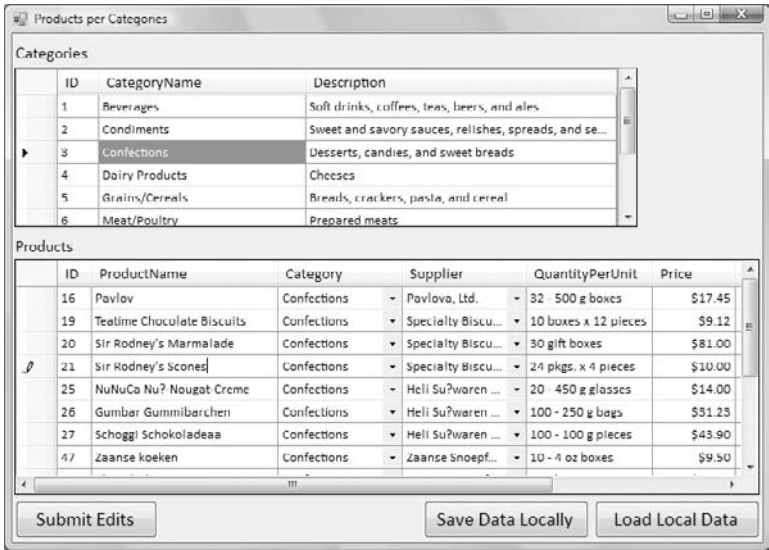 Products per Categories
Categories
ID CategoryName Description
1 Beverages Soft drinks, coffees, teas, beers, and ales
2 Condiments Sweet and savory sauces, relishes, spreads, and se...
3 Confections Desserts, candies, and sweet breads
4 Dairy Products Cheeses
5 Grains/Cereals Breads, crackers, pasta, and cereal
6 Meat/Poultry Prepared meats
Products
ID ProductName Category Supplier QuantityPerUnit Price
16 Pavlov Confections Pavlova, Ltd. 32 - 500 g boxes $17.45
19 Teatime Chocolate Biscuits Confections Specialty Biscu... 10 boxes x 12 pieces $9.12
20 Sir Rodney's Marmalade Confections Specialty Biscu... 30 gift boxes $81.00
21 Sir Rodney's Scones Confections Specialty Biscu... 24 pkgs. x 4 pieces $10.00
25 NuNuCa Nu?-Nougat-Creme Confections Heli Su?waren ... 20 - 450 g glasses $14.00
26 Gumbar Gummibarchen Confections Heli Su?waren ... 100 - 250 g bags $31.23
27 Schoggi Schokoladeaa Confections Heli Su?waren ... 100 - 100 g pieces $43.90
47 Zaanse koeken Confections Zaanse Snoepf... 10 - 4 oz boxes $9.50
Submit Edits Save Data Locally Load Local Data